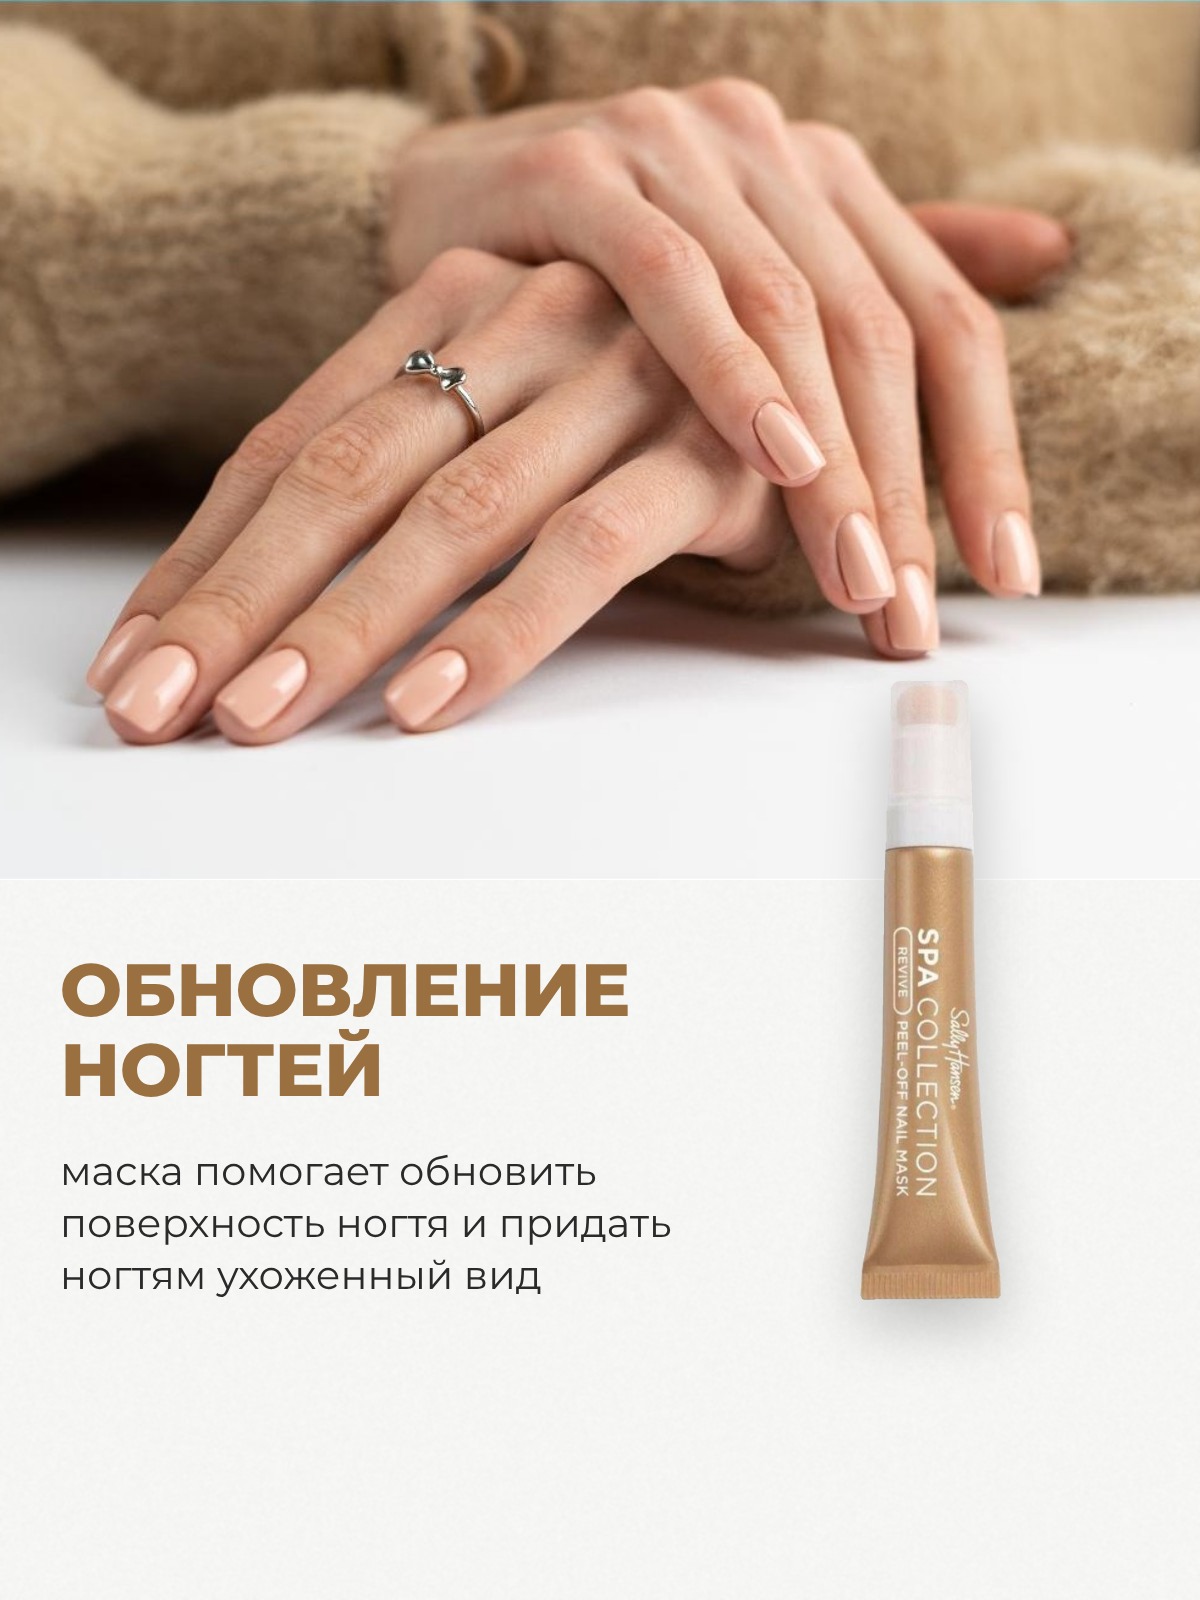 ОБНОВЛЕНИЕ
НОГТЕЙ
маска помогает обновить
поверхность ногтя и придать
ногтям ухоженный вид
Sally Hansen®
SPA COLLECTION
REVIVE PEEL-OFF NAIL MASK